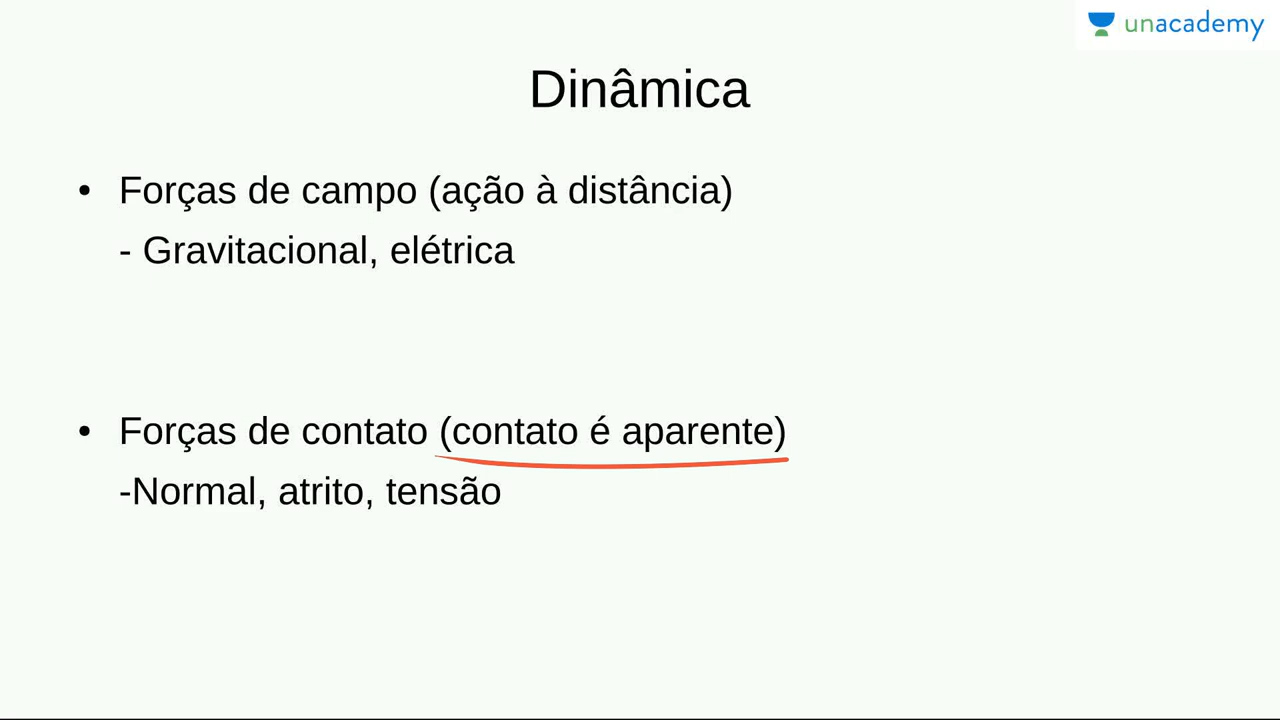 unacademy
Dinâmica
• Forças de campo (ação à distância)
- Gravitacional, elétrica
• Forças de contato (contato é aparente)
-Normal, atrito, tensão